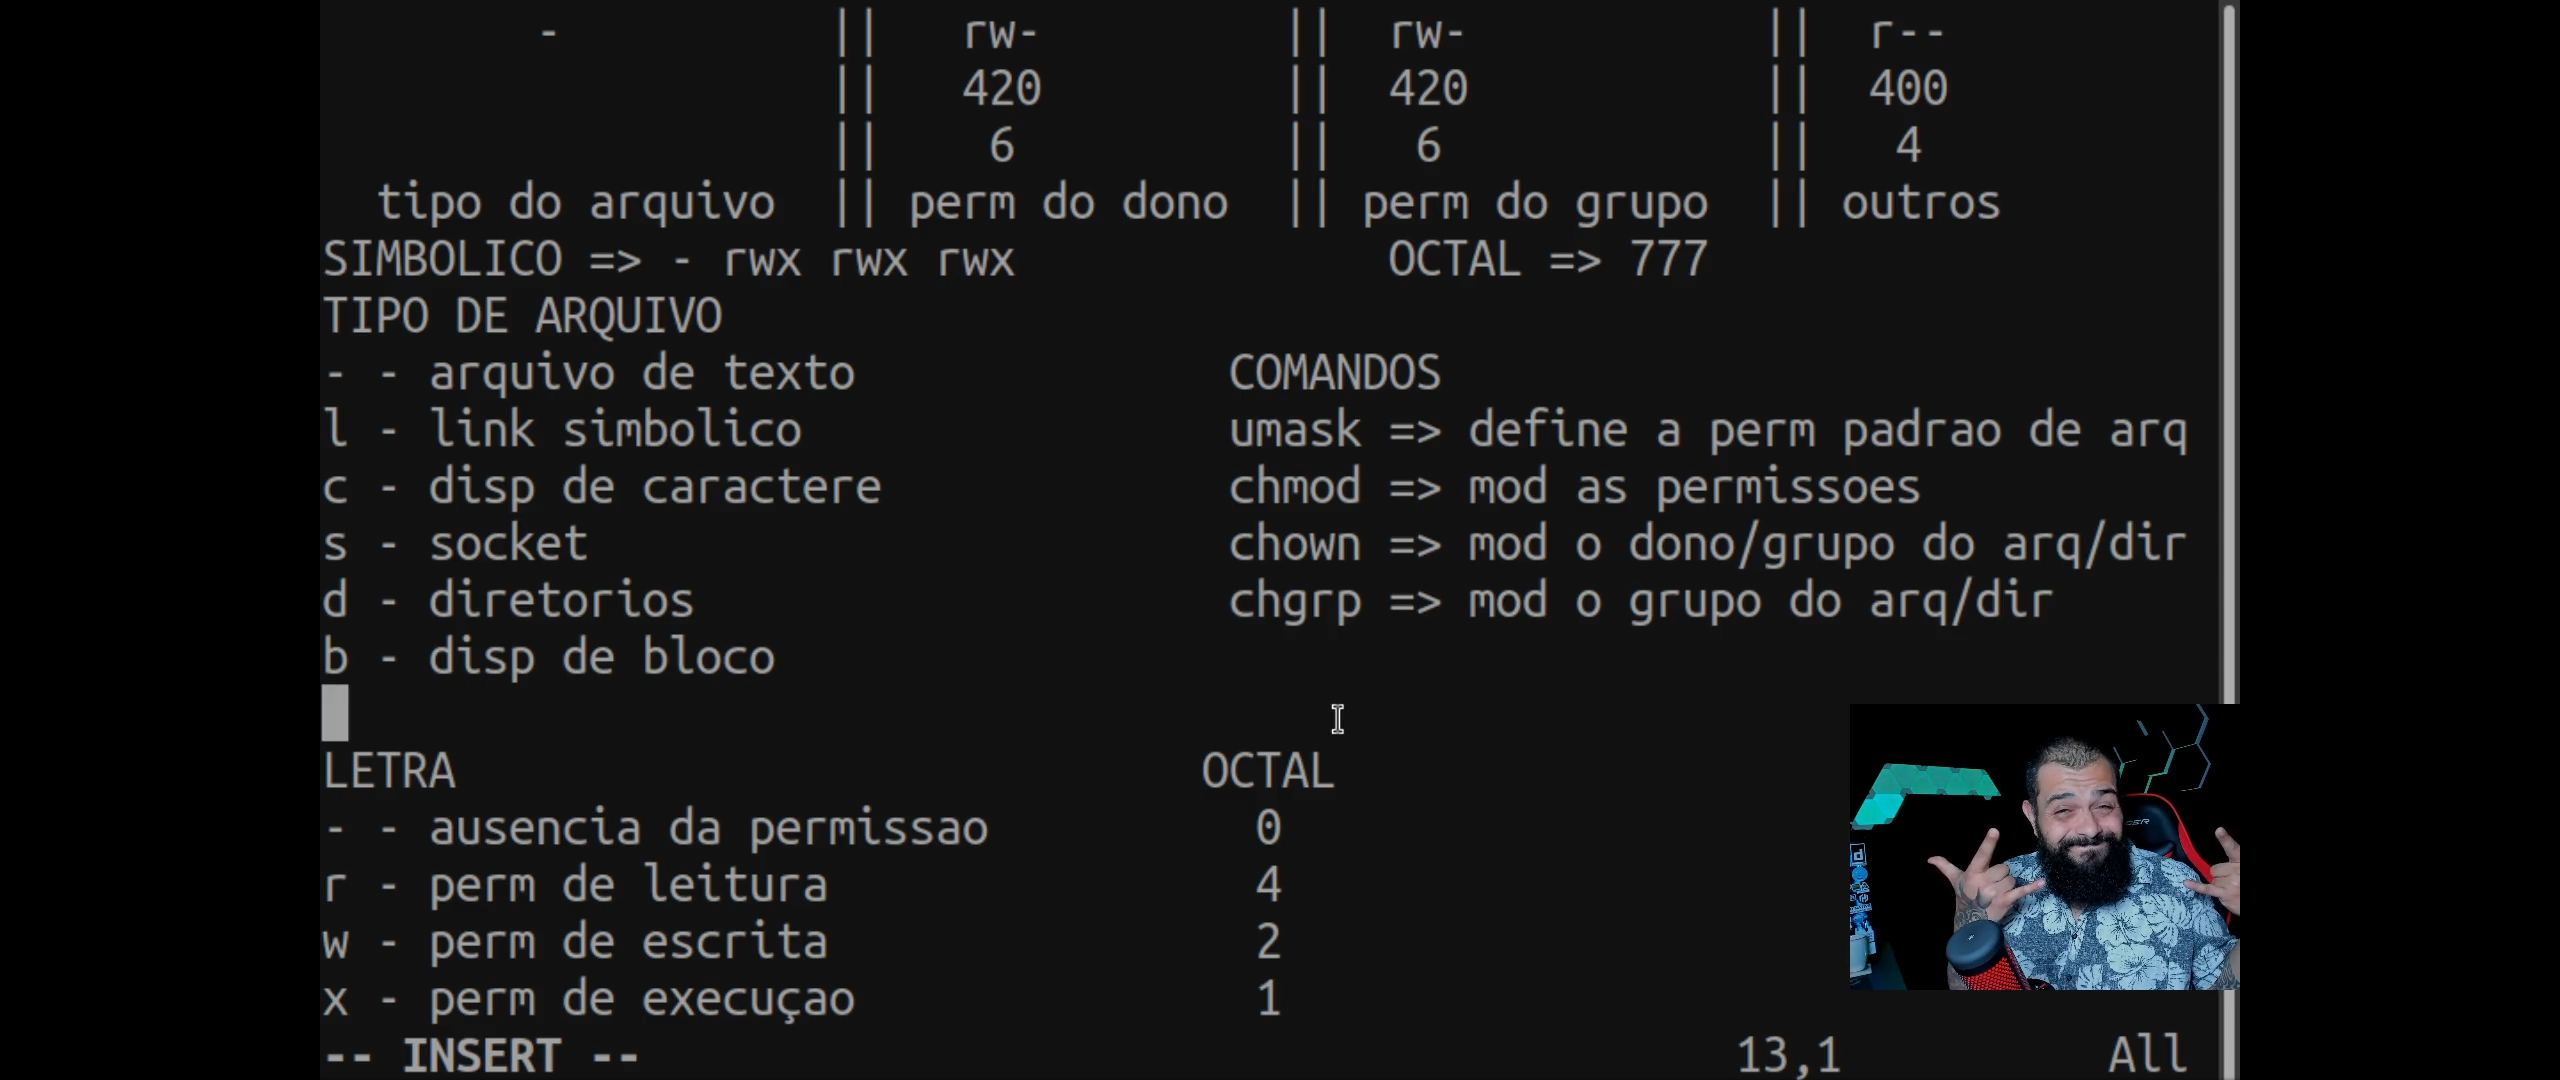 - || rw- || rw- || r--
|| 420 || 420 || 400
|| 6 || 6 || 4
tipo do arquivo || perm do dono || perm do grupo || outros
SIMBOLICO => - rwx rwx rwx OCTAL => 777
TIPO DE ARQUIVO
- - arquivo de texto COMANDOS
l - link simbolico umask => define a perm padrao de arq
c - disp de caractere chmod => mod as permissoes
s - socket chown => mod o dono/grupo do arq/dir
d - diretorios chgrp => mod o grupo do arq/dir
b - disp de bloco
LETRA OCTAL
- - ausencia da permissao 0
r - perm de leitura 4
w - perm de escrita 2
x - perm de execuçao 1
-- INSERT -- 13,1 All